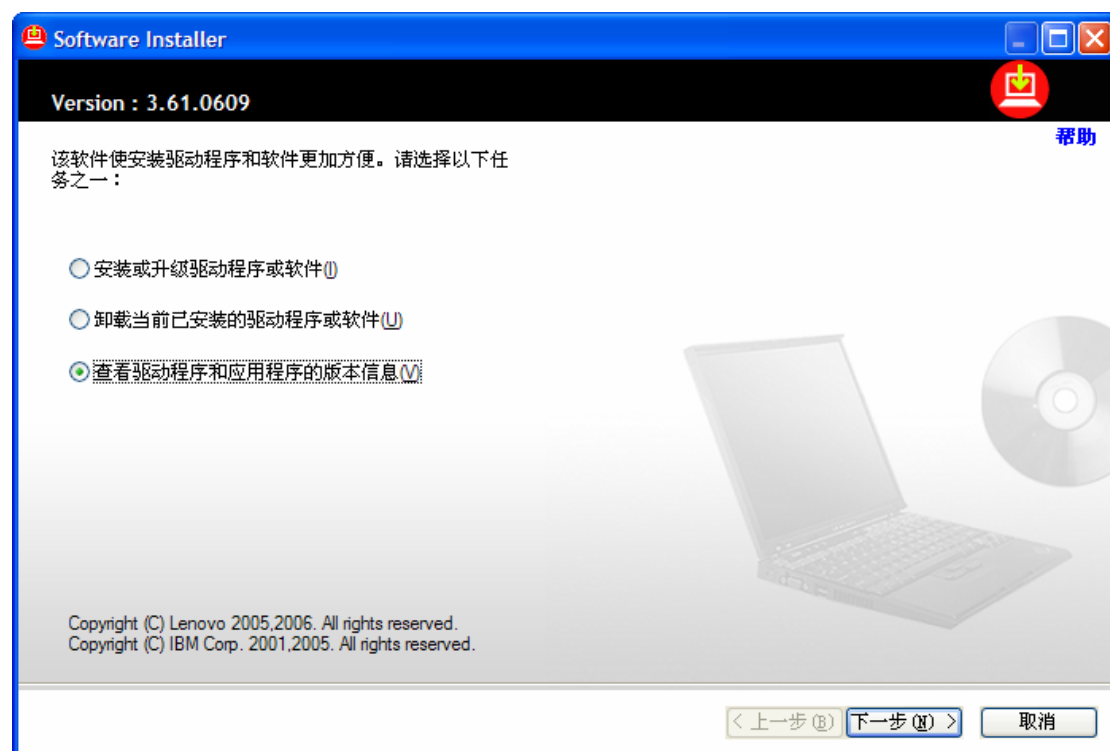 Software Installer
Version : 3.61.0609
帮助
该软件使安装驱动程序和软件更加方便。请选择以下任
务之一：
安装或升级驱动程序或软件(I)
卸载当前已安装的驱动程序或软件(U)
查看驱动程序和应用程序的版本信息(V)
Copyright (C) Lenovo 2005,2006. All rights reserved.
Copyright (C) IBM Corp. 2001,2005. All rights reserved.
< 上一步(B) 下一步(N) > 取消